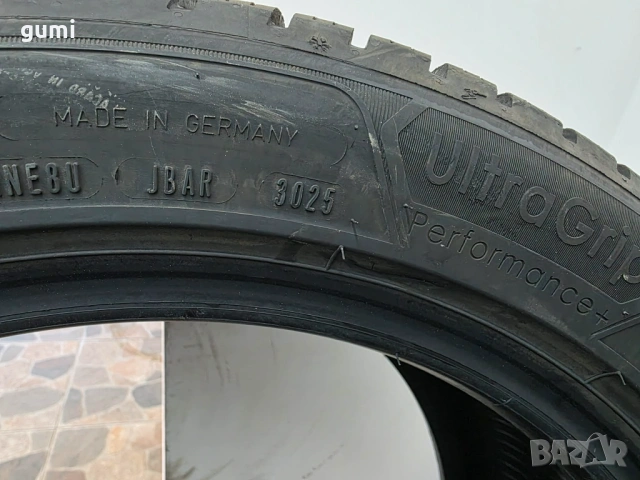 gumi
MADE IN GERMANY
NEBU
JBAR
3025
UltraGrip
Performance+
BAZAR